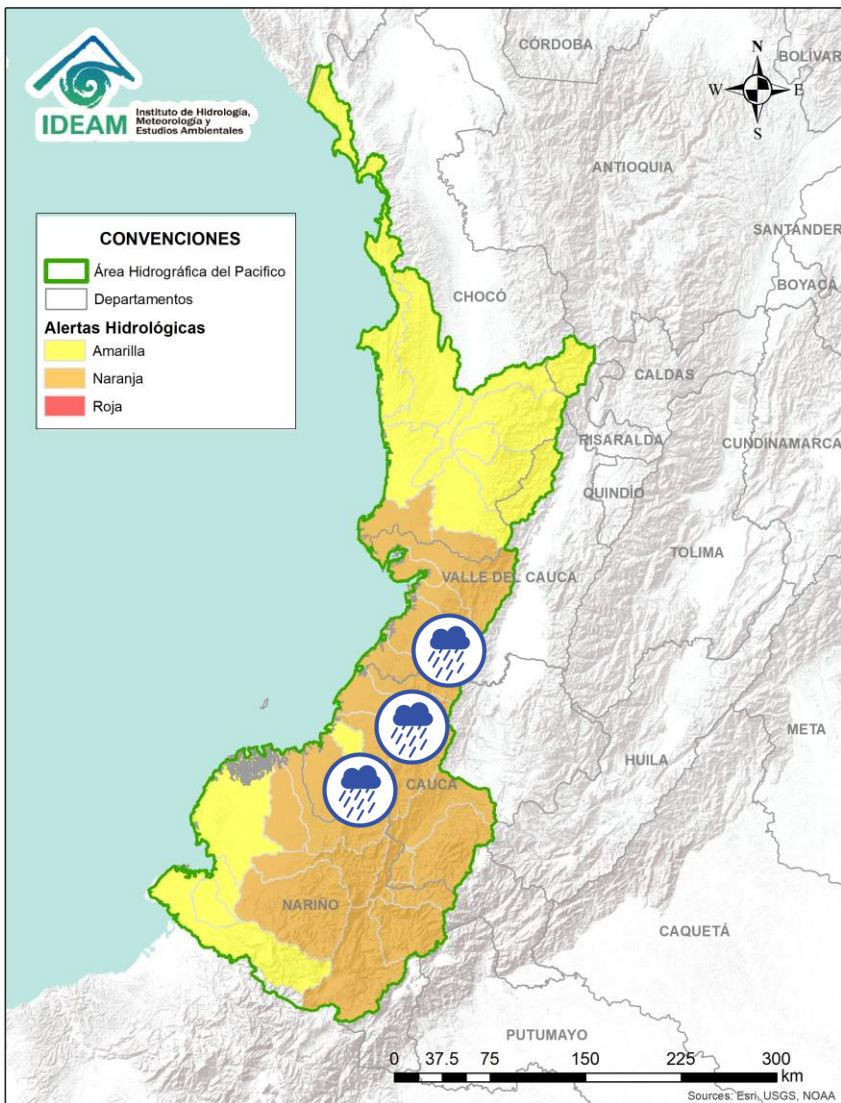 IDEAM
Instituto de Hidrología,
Meteorología y
Estudios Ambientales
CÓRDOBA
BOLÍVAR
N
W
E
S
ANTIOQUIA
SANTANDER
BOYACÁ
CONVENCIONES
Área Hidrográfica del Pacifico
Departamentos
Alertas Hidrológicas
Amarilla
Naranja
Roja
CHOCÓ
CALDAS
RISARALDA
CUNDINAMARCA
QUINDÍO
TOLIMA
VALLE DEL CAUCA
META
HUILA
CAUCA
NARIÑO
CAQUETÁ
PUTUMAYO
0 37.5 75 150 225 300
km
Sources: Esri, USGS, NOAA